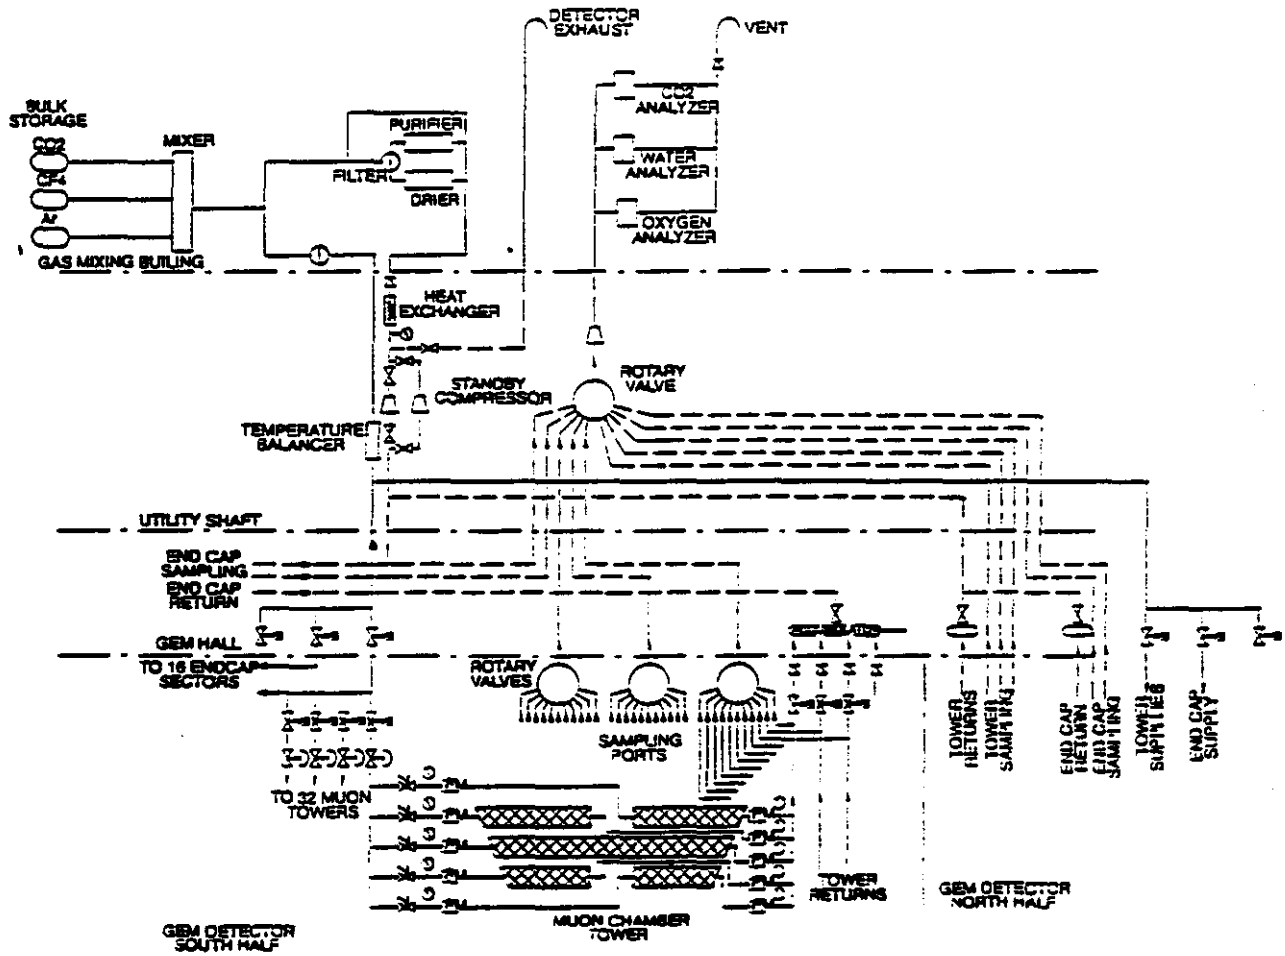 DETECTOR
EXHAUST
VENT
BULK
STORAGE
CO2
CF4
Ar
MIXER
PURIFIER
FILTER
DRIER
CO2
ANALYZER
WATER
ANALYZER
OXYGEN
ANALYZER
GAS MIXING BUILING
HEAT
EXCHANGER
STANDBY
COMPRESSOR
ROTARY
VALVE
TEMPERATURE
BALANCER
UTILITY SHAFT
END CAP
SAMPLING
END CAP
RETURN
GEM HALL
TO 16 ENDCAP
SECTORS
ROTARY
VALVES
SAMPLING
PORTS
TO 32 MUON
TOWERS
TOWER
RETURNS
TOWER
SAMPLING
END CAP
RETURN
END CAP
SAMPLING
TOWER
SUPPLIES
END CAP
SUPPLY
TOWER
RETURNS
GEM DETECTOR
NORTH HALF
MUON CHAMBER
TOWER
GEM DETECTOR
SOUTH HALF